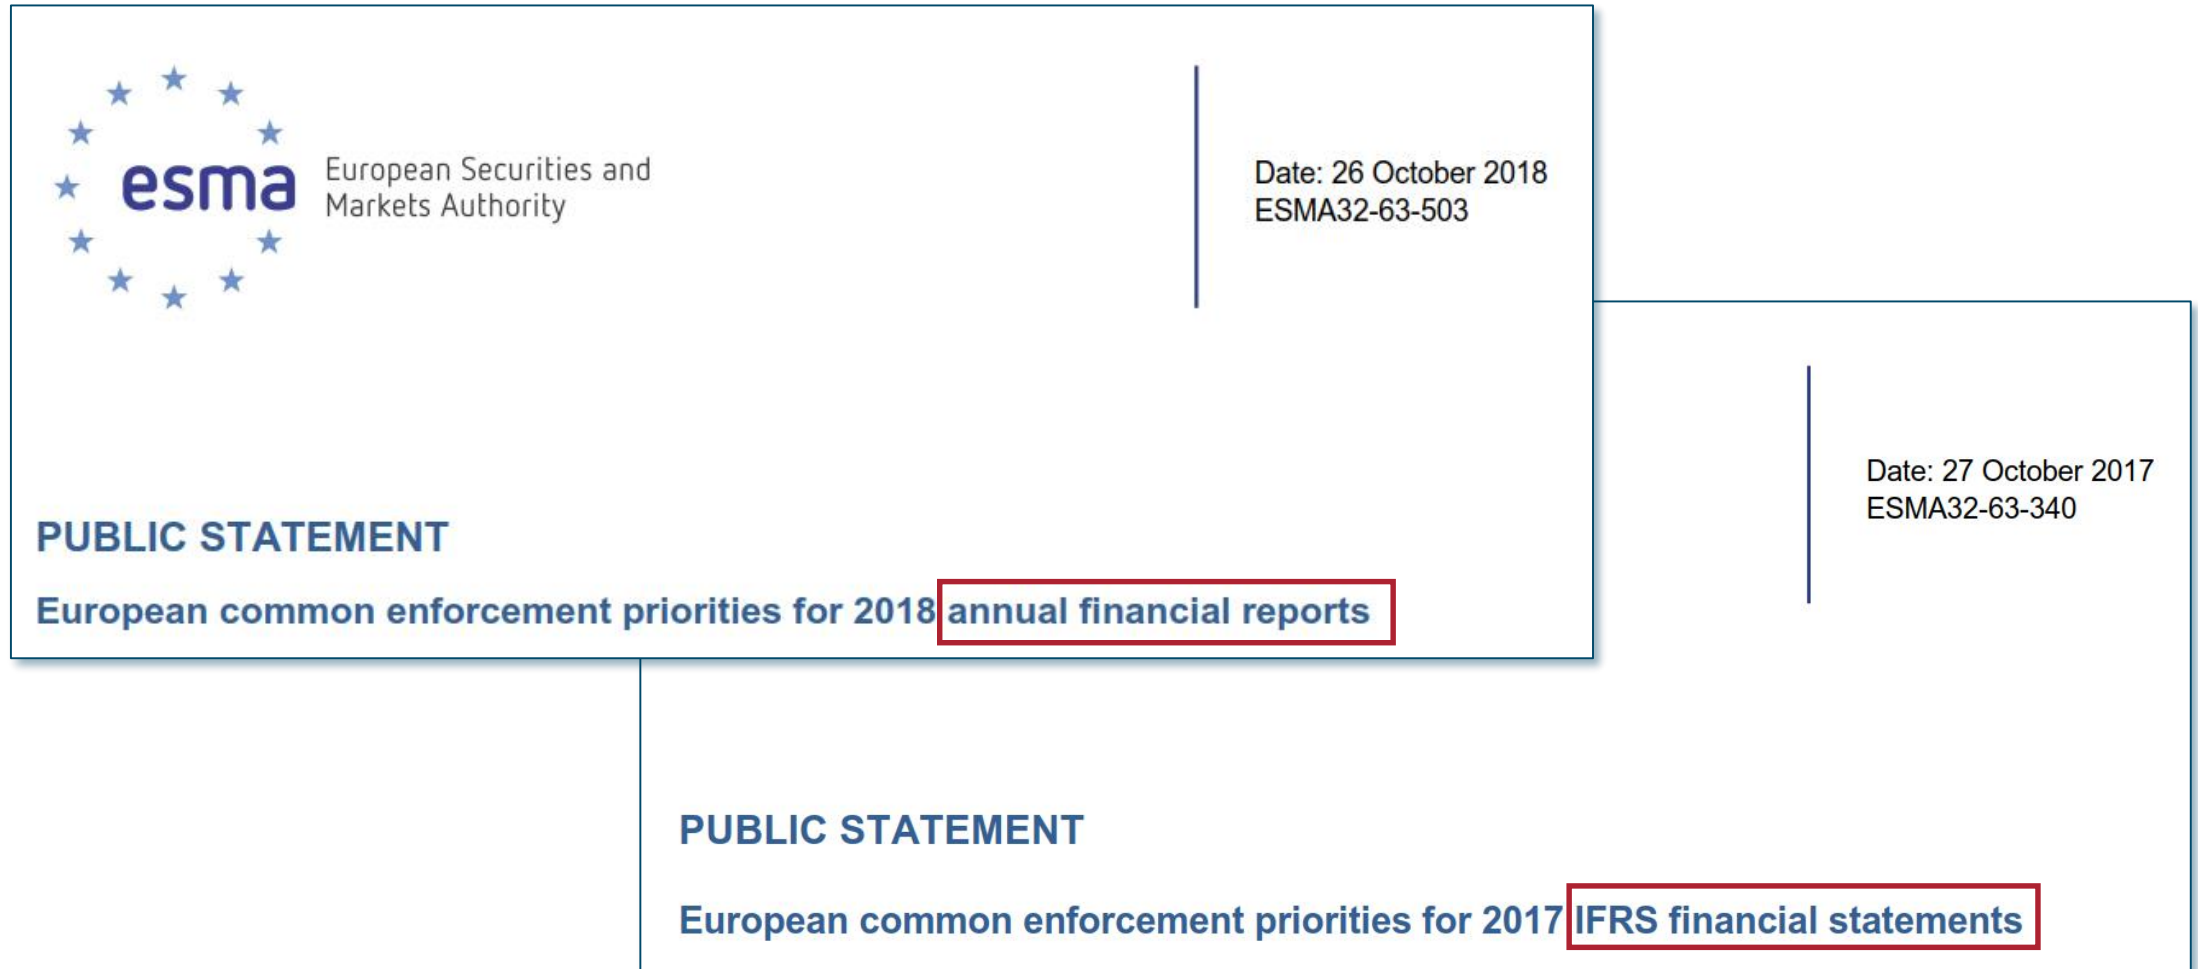 esma
European Securities and
Markets Authority
Date: 26 October 2018
ESMA32-63-503
PUBLIC STATEMENT
European common enforcement priorities for 2018 annual financial reports
Date: 27 October 2017
ESMA32-63-340
PUBLIC STATEMENT
European common enforcement priorities for 2017 IFRS financial statements